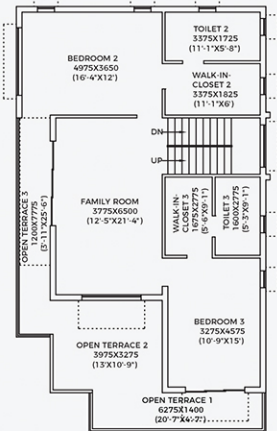 TOILET 2
3375X1725
(11'-1"X5'-8")
BEDROOM 2
4975X3650
(16'-4"X12')
WALK-IN-
CLOSET 2
3375X1825
(11'-1"X6')
DN
UP
FAMILY ROOM
3775X6500
(12'-5"X21'-4")
OPEN TERRACE 3
1200X7775
(3'-11"X25'-6")
WALK-IN-
CLOSET 3
1675X2775
(5'-6"X9'-1")
TOILET 3
1600X2775
(5'-3"X9'-1")
BEDROOM 3
3275X4575
(10'-9"X15')
OPEN TERRACE 2
3975X3275
(13'X10'-9")
OPEN TERRACE 1
6275X1400
(20'-7"X4'-7")